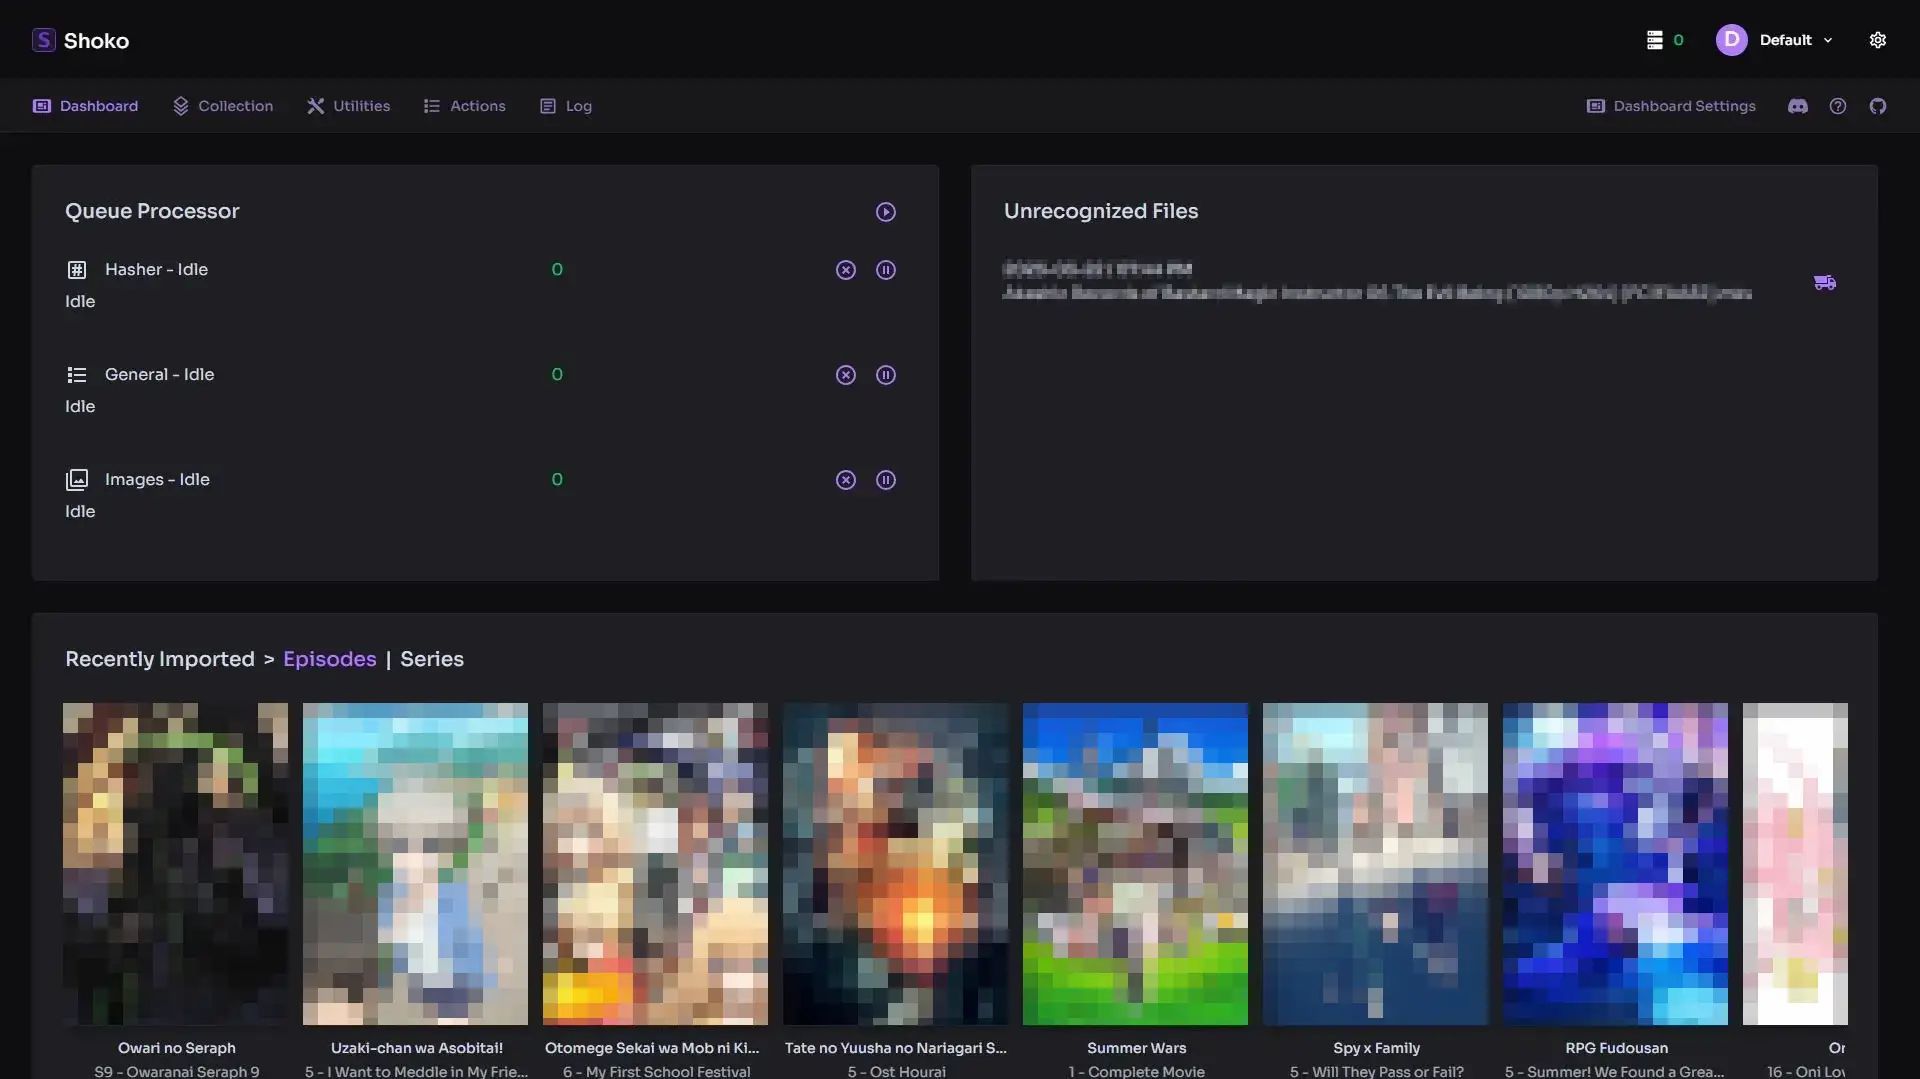 S Shoko
0
D Default
Dashboard
Collection
Utilities
Actions
Log
Dashboard Settings
Queue Processor
Hasher - Idle
0
Idle
General - Idle
0
Idle
Images - Idle
0
Idle
Unrecognized Files
Recently Imported > Episodes | Series
Owari no Seraph
S9 - Owaranai Seraph 9
Uzaki-chan wa Asobitai!
5 - I Want to Meddle in My Frie...
Otomege Sekai wa Mob ni Ki...
6 - My First School Festival
Tate no Yuusha no Nariagari S...
5 - Ost Hourai
Summer Wars
1 - Complete Movie
Spy x Family
5 - Will They Pass or Fail?
RPG Fudousan
5 - Summer! We Found a Grea...
16 - Oni